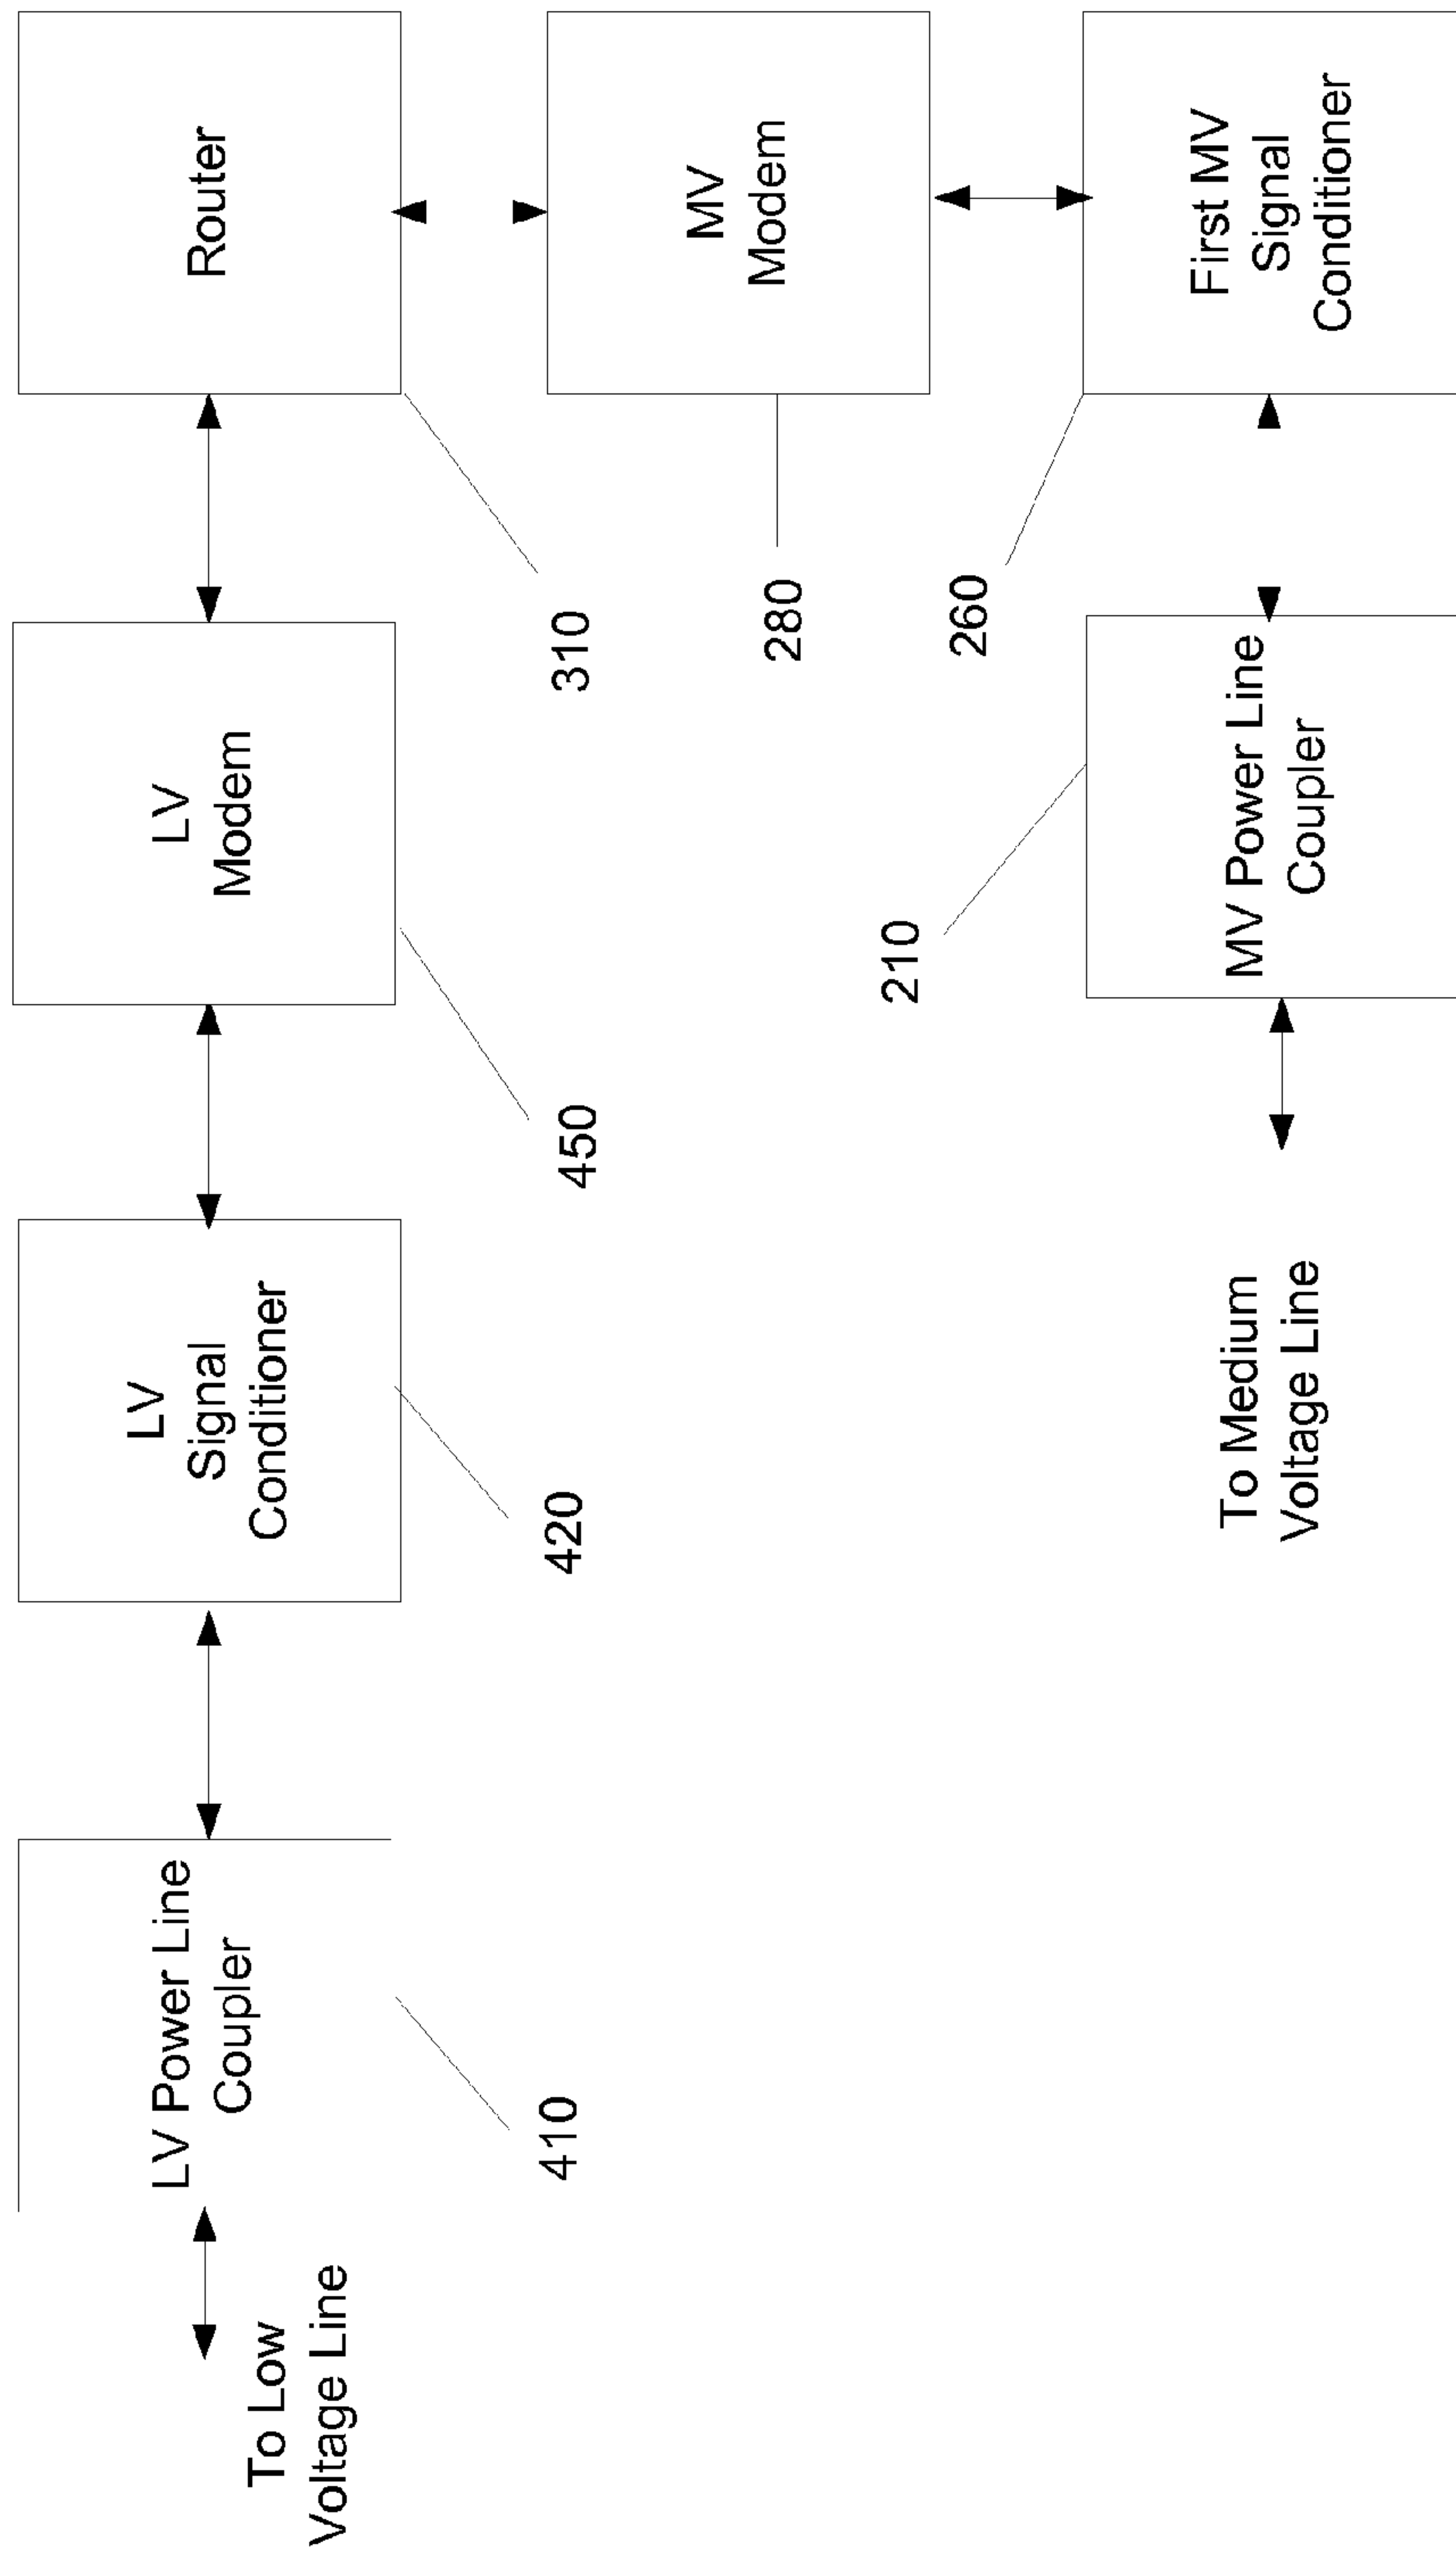 To Low
Voltage Line
LV Power Line
Coupler
410
LV
Signal
Conditioner
420
LV
Modem
450
Router
310
MV
Modem
280
First MV
Signal
Conditioner
260
MV Power Line
Coupler
210
To Medium
Voltage Line